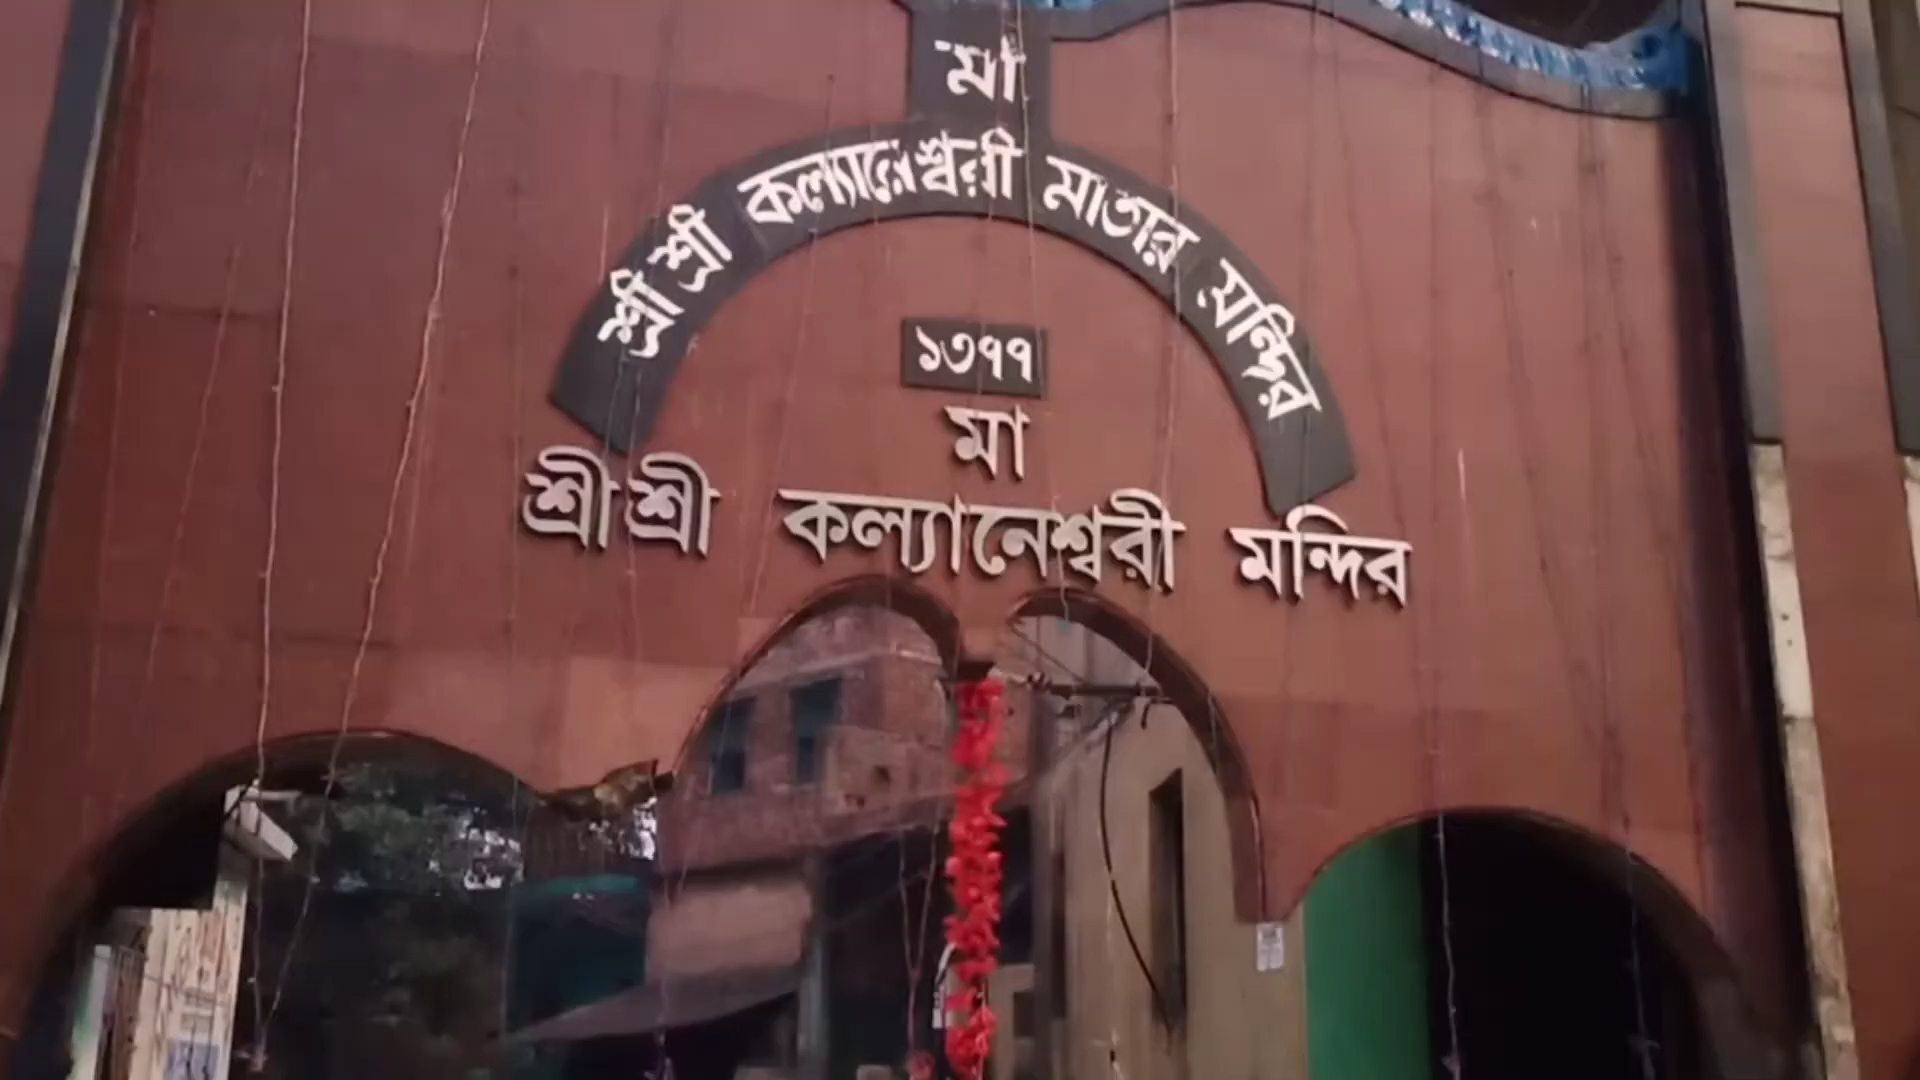 মা
শ্রী শ্রী কল্যানেশ্বরী মাতার মন্দির
১৩৭৭
মা
শ্রী শ্রী কল্যানেশ্বরী মন্দির